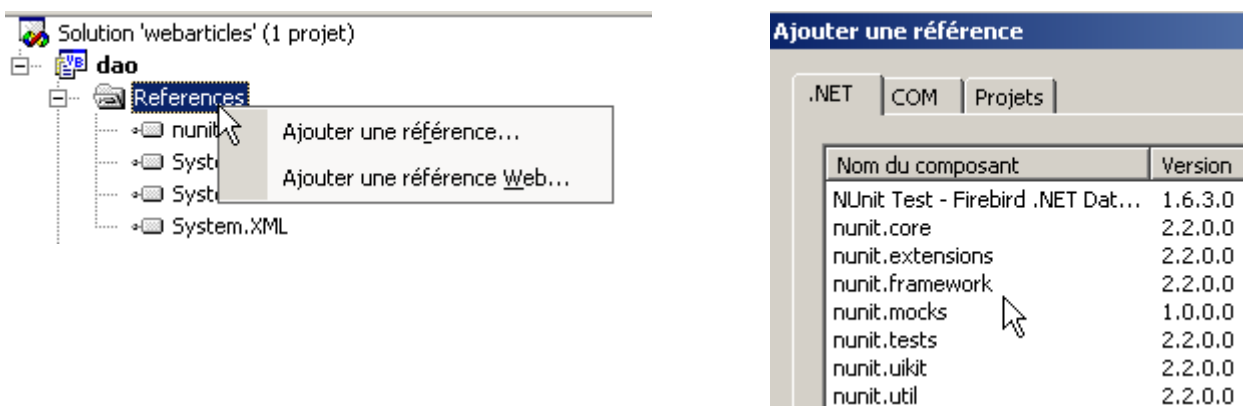 Solution 'webarticles' (1 projet)
dao
References
nunit
Ajouter une référence...
Syst
Syst
Ajouter une référence Web...
System.XML
Ajouter une référence
.NET COM Projets
Nom du composant Version
NUnit Test - Firebird .NET Dat... 1.6.3.0
nunit.core 2.2.0.0
nunit.extensions 2.2.0.0
nunit.framework 2.2.0.0
nunit.mocks 1.0.0.0
nunit.tests 2.2.0.0
nunit.uikit 2.2.0.0
nunit.util 2.2.0.0